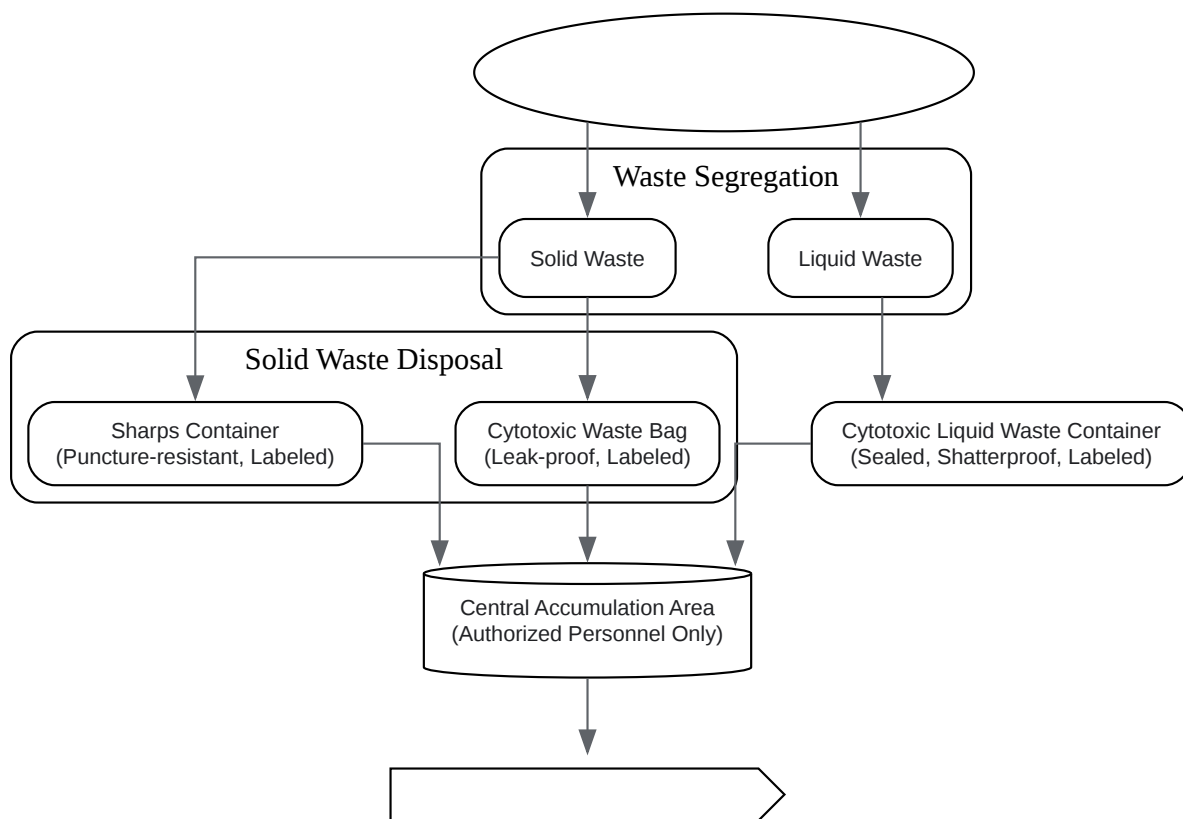 Waste Segregation
Solid Waste
Liquid Waste
Solid Waste Disposal
Sharps Container
(Puncture-resistant, Labeled)
Cytotoxic Waste Bag
(Leak-proof, Labeled)
Cytotoxic Liquid Waste Container
(Sealed, Shatterproof, Labeled)
Central Accumulation Area
(Authorized Personnel Only)